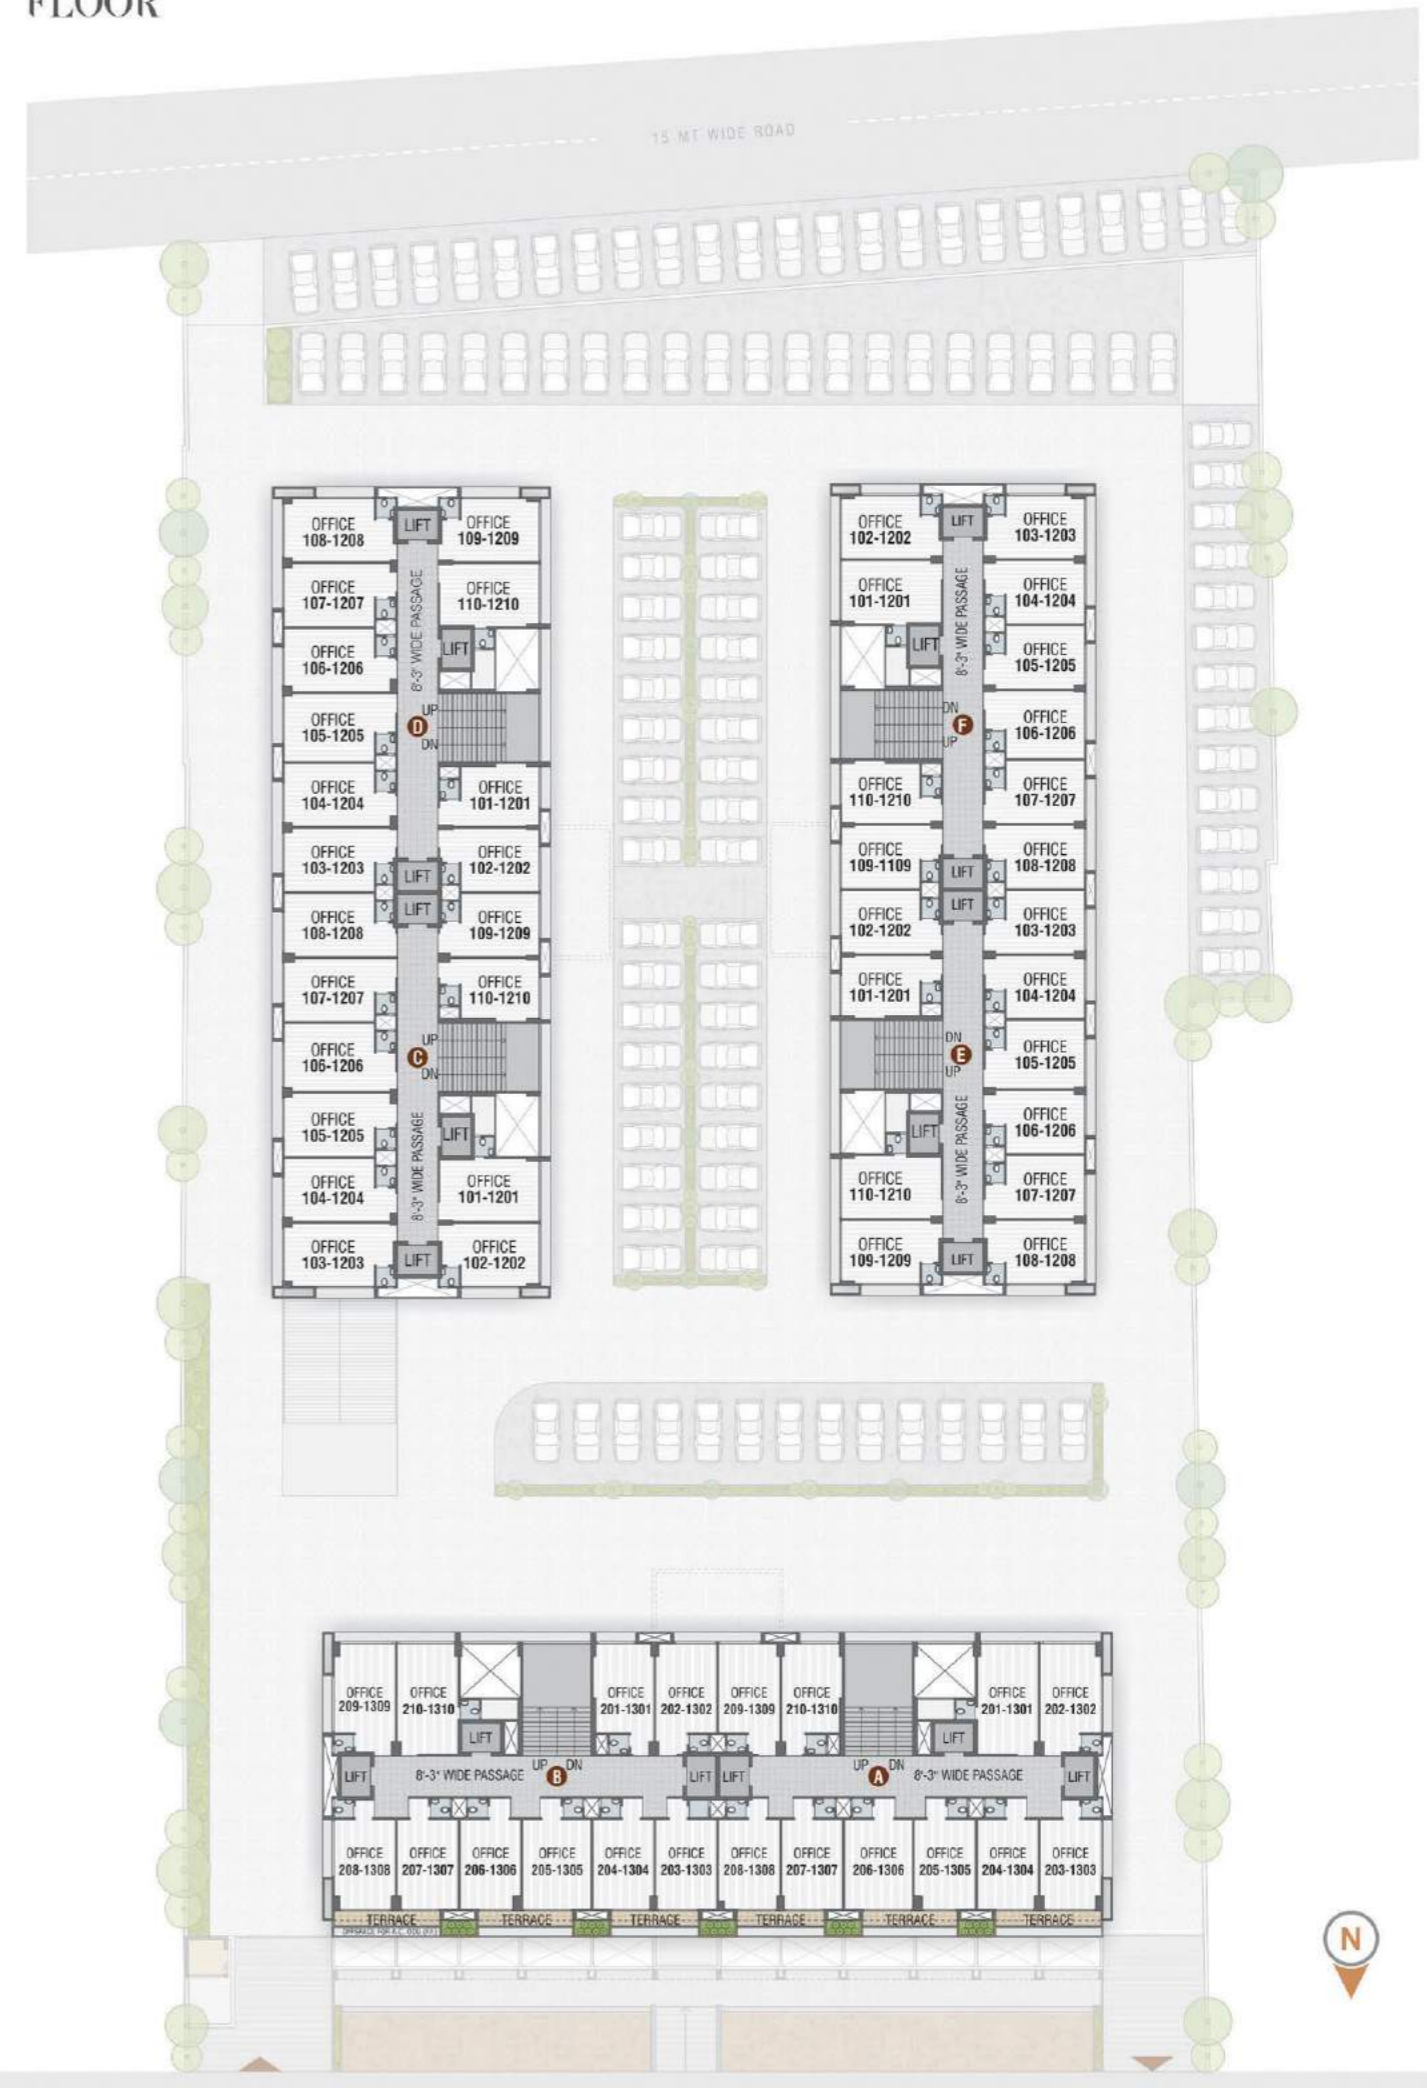 FLOOR
15 MT WIDE ROAD
OFFICE
108-1208
LIFT
OFFICE
109-1209
OFFICE
107-1207
8'-3" WIDE PASSAGE
OFFICE
110-1210
OFFICE
106-1206
LIFT
OFFICE
105-1205
UP
D
DN
OFFICE
104-1204
OFFICE
101-1201
OFFICE
103-1203
LIFT
OFFICE
102-1202
OFFICE
108-1208
LIFT
OFFICE
109-1209
OFFICE
107-1207
OFFICE
110-1210
OFFICE
106-1206
UP
C
DN
OFFICE
105-1205
8'-3" WIDE PASSAGE
LIFT
OFFICE
104-1204
OFFICE
101-1201
OFFICE
103-1203
LIFT
OFFICE
102-1202
OFFICE
102-1202
LIFT
OFFICE
103-1203
OFFICE
101-1201
8'-3" WIDE PASSAGE
OFFICE
104-1204
LIFT
OFFICE
105-1205
DN
F
UP
OFFICE
106-1206
OFFICE
110-1210
OFFICE
107-1207
OFFICE
109-1109
LIFT
OFFICE
108-1208
OFFICE
102-1202
LIFT
OFFICE
103-1203
OFFICE
101-1201
OFFICE
104-1204
DN
E
UP
OFFICE
105-1205
LIFT
8'-3" WIDE PASSAGE
OFFICE
106-1206
OFFICE
110-1210
OFFICE
107-1207
OFFICE
109-1209
LIFT
OFFICE
108-1208
OFFICE
209-1309
OFFICE
210-1310
OFFICE
201-1301
OFFICE
202-1302
OFFICE
209-1309
OFFICE
210-1310
OFFICE
201-1301
OFFICE
202-1302
LIFT
LIFT
LIFT
8'-3" WIDE PASSAGE
UP
B
DN
LIFT
LIFT
UP
A
DN
8'-3" WIDE PASSAGE
LIFT
OFFICE
208-1308
OFFICE
207-1307
OFFICE
206-1306
OFFICE
205-1305
OFFICE
204-1304
OFFICE
203-1303
OFFICE
208-1308
OFFICE
207-1307
OFFICE
206-1306
OFFICE
205-1305
OFFICE
204-1304
OFFICE
203-1303
TERRACE
TERRACE
TERRACE
TERRACE
TERRACE
TERRACE
N